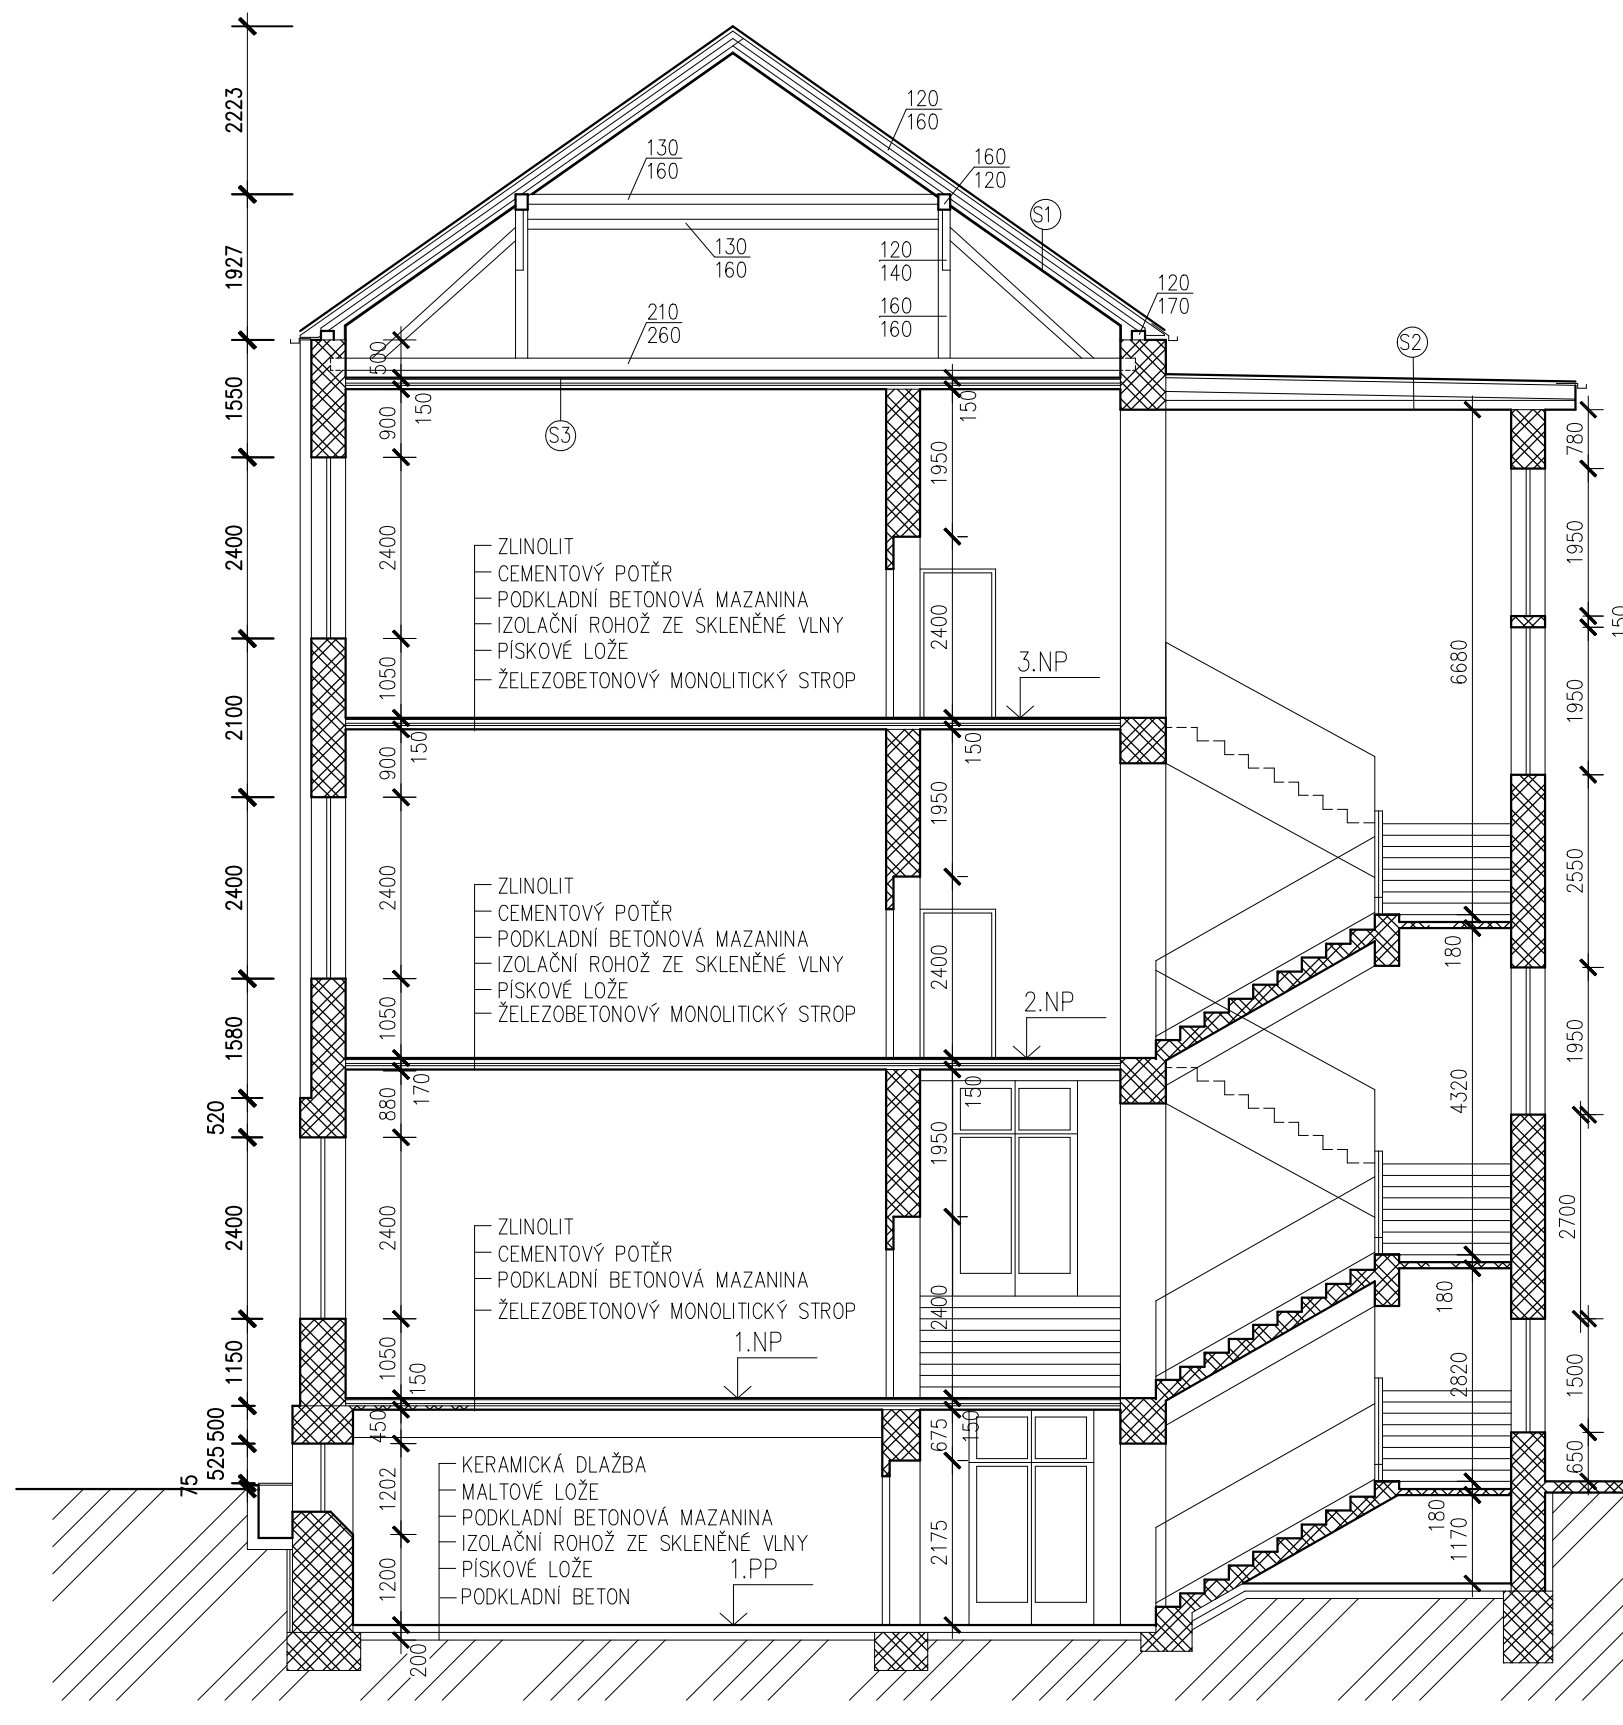 2223
1927
1550
2400
2100
2400
1580
520
2400
1150
500
525
75
120
160
130
160
160
120
S1
130
160
120
140
160
160
120
170
210
260
S2
S3
500
150
150
900
2400
1050
150
900
2400
1050
170
880
2400
1050
150
450
1202
1200
200
ZLINOLIT
CEMENTOVÝ POTĚR
PODKLADNÍ BETONOVÁ MAZANINA
IZOLAČNÍ ROHOŽ ZE SKLENĚNÉ VLNY
PÍSKOVÉ LOŽE
ŽELEZOBETONOVÝ MONOLITICKÝ STROP
3.NP
ZLINOLIT
CEMENTOVÝ POTĚR
PODKLADNÍ BETONOVÁ MAZANINA
IZOLAČNÍ ROHOŽ ZE SKLENĚNÉ VLNY
PÍSKOVÉ LOŽE
ŽELEZOBETONOVÝ MONOLITICKÝ STROP
2.NP
ZLINOLIT
CEMENTOVÝ POTĚR
PODKLADNÍ BETONOVÁ MAZANINA
ŽELEZOBETONOVÝ MONOLITICKÝ STROP
1.NP
KERAMICKÁ DLAŽBA
MALTOVÉ LOŽE
PODKLADNÍ BETONOVÁ MAZANINA
IZOLAČNÍ ROHOŽ ZE SKLENĚNÉ VLNY
PÍSKOVÉ LOŽE
PODKLADNÍ BETON
1.PP
1950
2400
150
1950
2400
150
1950
2400
150
675
2175
6680
180
4320
180
2820
180
1170
780
1950
150
1950
2550
1950
2700
1500
650